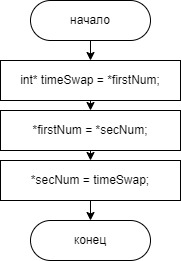 начало
int* timeSwap = *firstNum;
*firstNum = *secNum;
*secNum = timeSwap;
конец